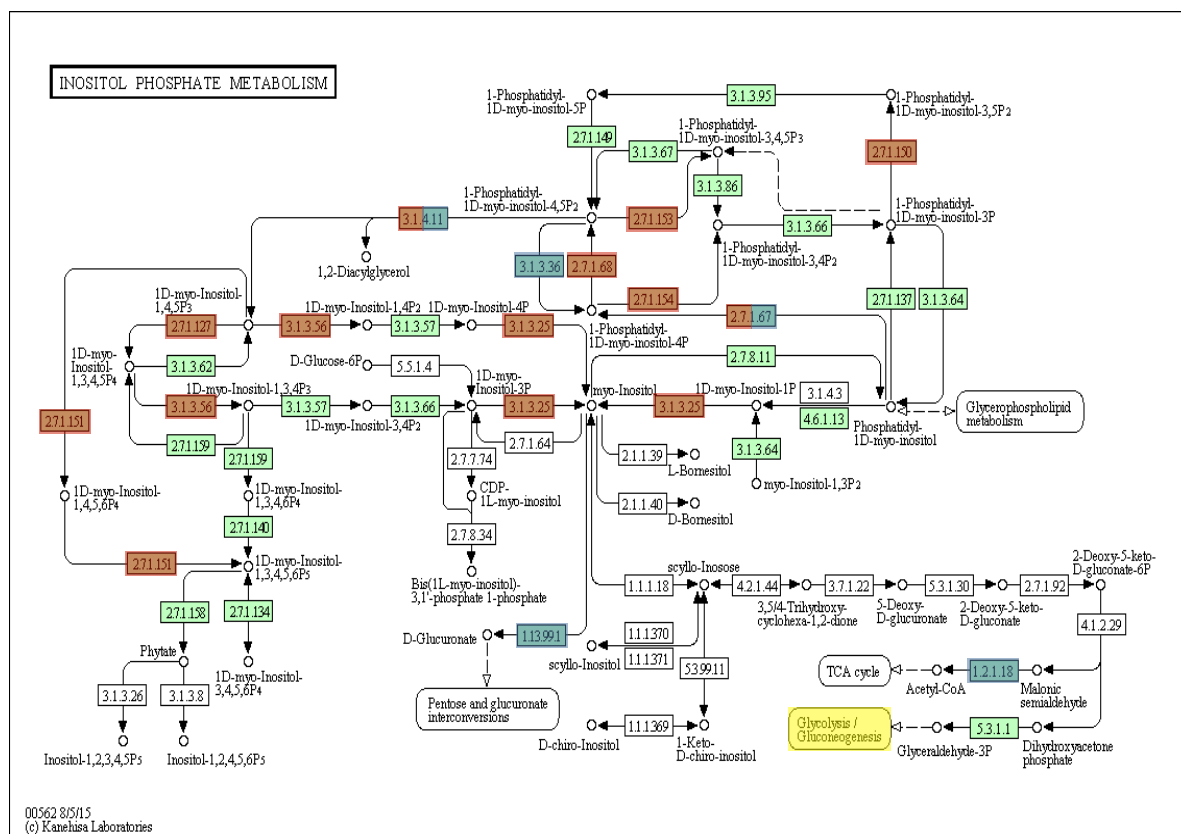 INOSITOL PHOSPHATE METABOLISM
1-Phosphatidyl-
1D-myo-inositol-5P
3.1.3.95
1-Phosphatidyl-
1D-myo-inositol-3,5P2
2.7.1.149
1-Phosphatidyl-
1D-myo-inositol-3,4,5P3
3.1.3.67
2.7.1.150
3.1.3.86
1-Phosphatidyl-
1D-myo-inositol-4,5P2
3.1.4.11
2.7.1.153
1-Phosphatidyl-
1D-myo-inositol-3P
3.1.3.66
1,2-Diacylglycerol
3.1.3.36
2.7.1.68
1-Phosphatidyl-
1D-myo-inositol-3,4P2
1D-myo-Inositol-
1,4,5P3
1D-myo-Inositol-1,4P2
1D-myo-Inositol-4P
2.7.1.154
2.7.1.137
3.1.3.64
2.7.1.67
2.7.1.127
3.1.3.56
3.1.3.57
3.1.3.25
1-Phosphatidyl-
1D-myo-inositol-4P
1D-myo-
Inositol-
1,3,4,5P4
3.1.3.62
D-Glucose-6P
5.5.1.4
1D-myo-
Inositol-3P
2.7.8.11
1D-myo-Inositol-1,3,4P3
myo-Inositol
1D-myo-Inositol-1P
3.1.4.3
3.1.3.56
3.1.3.57
3.1.3.66
3.1.3.25
3.1.3.25
4.6.1.13
Phosphatidyl-
1D-myo-inositol
Glycerophospholipid
metabolism
2.7.1.151
1D-myo-Inositol-3,4P2
2.7.1.159
2.7.1.159
2.7.1.64
2.1.1.39
L-Bornesitol
3.1.3.64
2.7.7.74
myo-Inositol-1,3P2
1D-myo-Inositol-
1,4,5,6P4
1D-myo-Inositol-
1,3,4,6P4
CDP-
1L-myo-inositol
2.1.1.40
D-Bornesitol
2.7.1.140
2.7.8.34
2.7.1.151
1D-myo-Inositol-
1,3,4,5,6P5
Bis(1L-myo-inositol)-
3,1'-phosphate 1-phosphate
scyllo-Inosose
1.1.1.18
4.2.1.44
3.7.1.22
5.3.1.30
2.7.1.92
2-Deoxy-5-keto-
D-gluconate-6P
3,5/4-Trihydroxy-
cyclohexa-1,2-dione
5-Deoxy-
D-glucuronate
2-Deoxy-5-keto-
D-gluconate
2.7.1.158
2.7.1.134
4.1.2.29
D-Glucuronate
1.13.99.1
1.1.1.370
1.1.1.371
scyllo-Inositol
Phytate
3.1.3.26
3.1.3.8
1D-myo-Inositol-
3,4,5,6P4
5.3.99.11
TCA cycle
Acetyl-CoA
1.2.1.18
Malonic
semialdehyde
Pentose and glucuronate
interconversions
D-chiro-Inositol
1.1.1.369
1-Keto-
D-chiro-inositol
Glycolysis /
Gluconeogenesis
Glyceraldehyde-3P
5.3.1.1
Dihydroxyacetone
phosphate
Inositol-1,2,3,4,5P5
Inositol-1,2,4,5,6P5
00562 8/5/15
(c) Kanehisa Laboratories